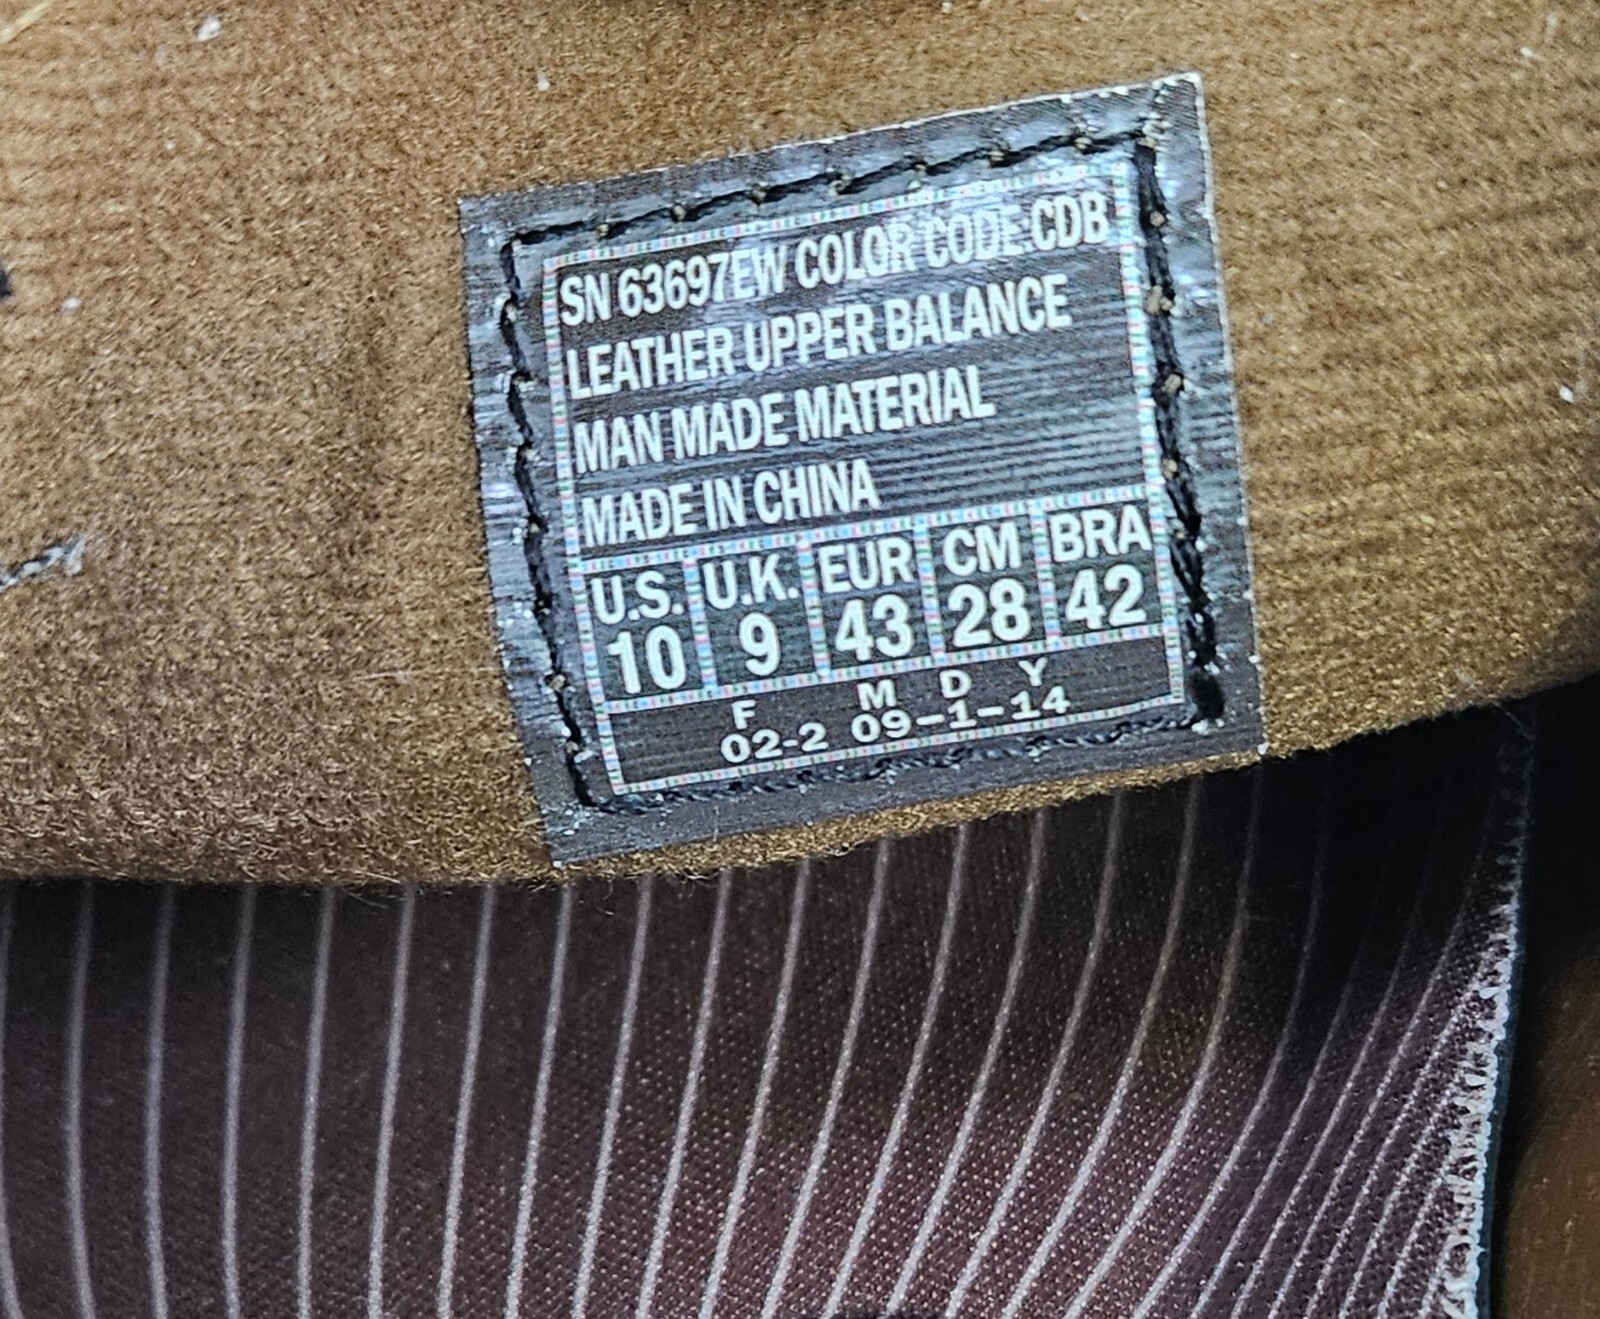 SN 63697EW COLOR CODE CDB
LEATHER UPPER BALANCE
MAN MADE MATERIAL
MADE IN CHINA
U.S. U.K. EUR CM BRA
10 9 43 28 42
F M D Y
02-2 09-1-14